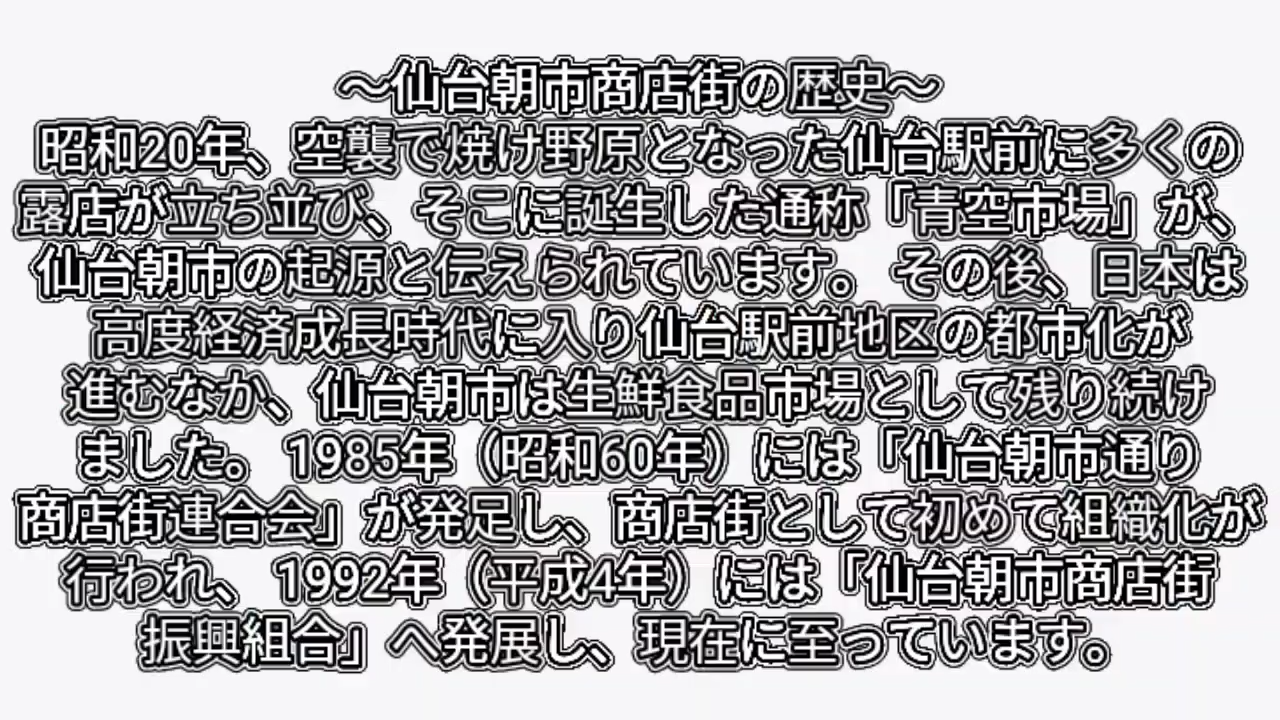 ～仙台朝市商店街の歴史～
昭和20年、空襲で焼け野原となった仙台駅前に多くの
露店が立ち並び、そこに誕生した通称「青空市場」が、
仙台朝市の起源と伝えられています。その後、日本は
高度経済成長時代に入り仙台駅前地区の都市化が
進むなか、仙台朝市は生鮮食品市場として残り続け
ました。1985年（昭和60年）には「仙台朝市通り
商店街連合会」が発足し、商店街として初めて組織化が
行われ、1992年（平成4年）には「仙台朝市商店街
振興組合」へ発展し、現在に至っています。